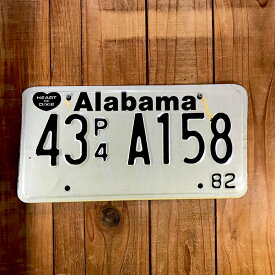 HEART
OF
DIXIE
Alabama
43 P4 A158
82